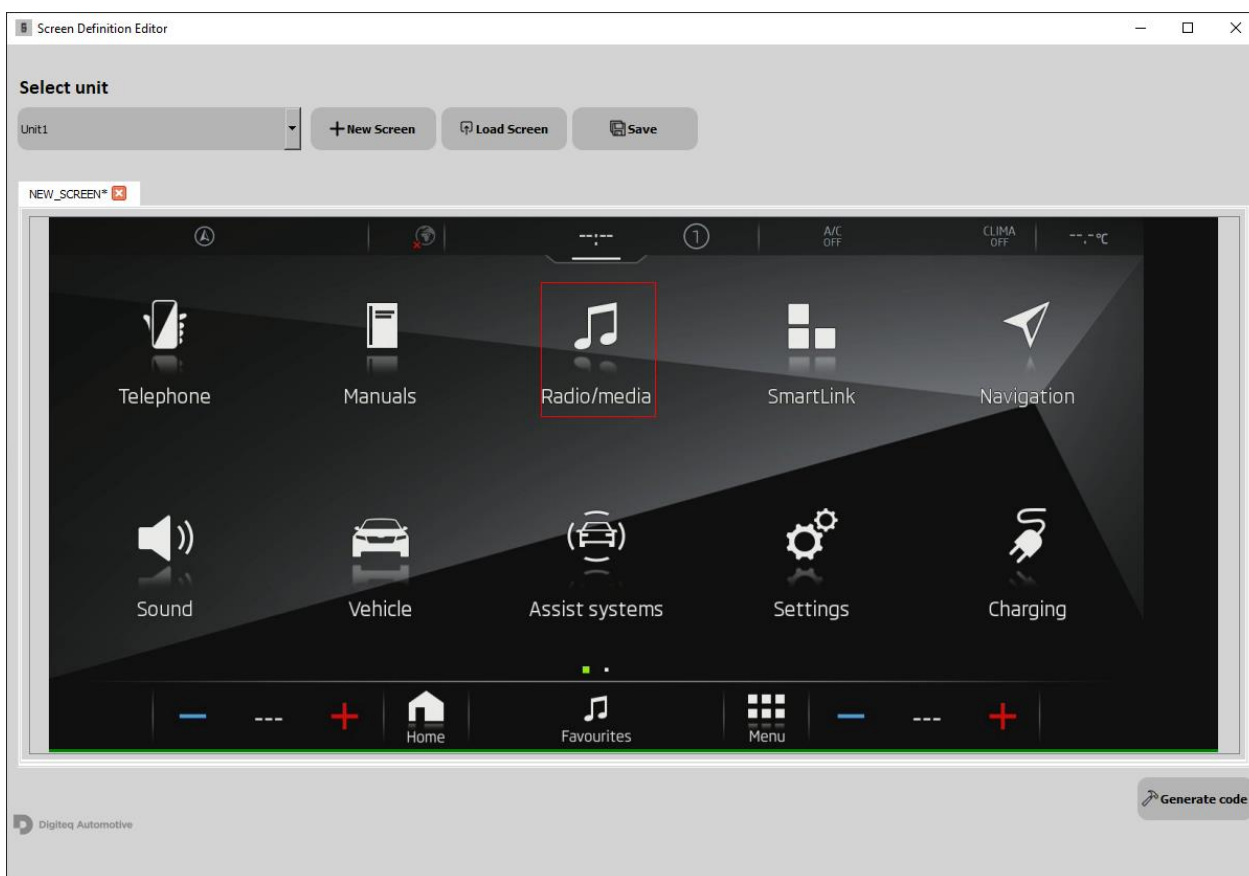 Screen Definition Editor
Select unit
Unit1
New Screen
Load Screen
Save
NEW_SCREEN*
--:--
1
A/C
OFF
CLIMA
OFF
--.-°C
Telephone
Manuals
Radio/media
SmartLink
Navigation
Sound
Vehicle
Assist systems
Settings
Charging
---
Home
Favourites
Menu
---
Generate code
Digiteq Automotive